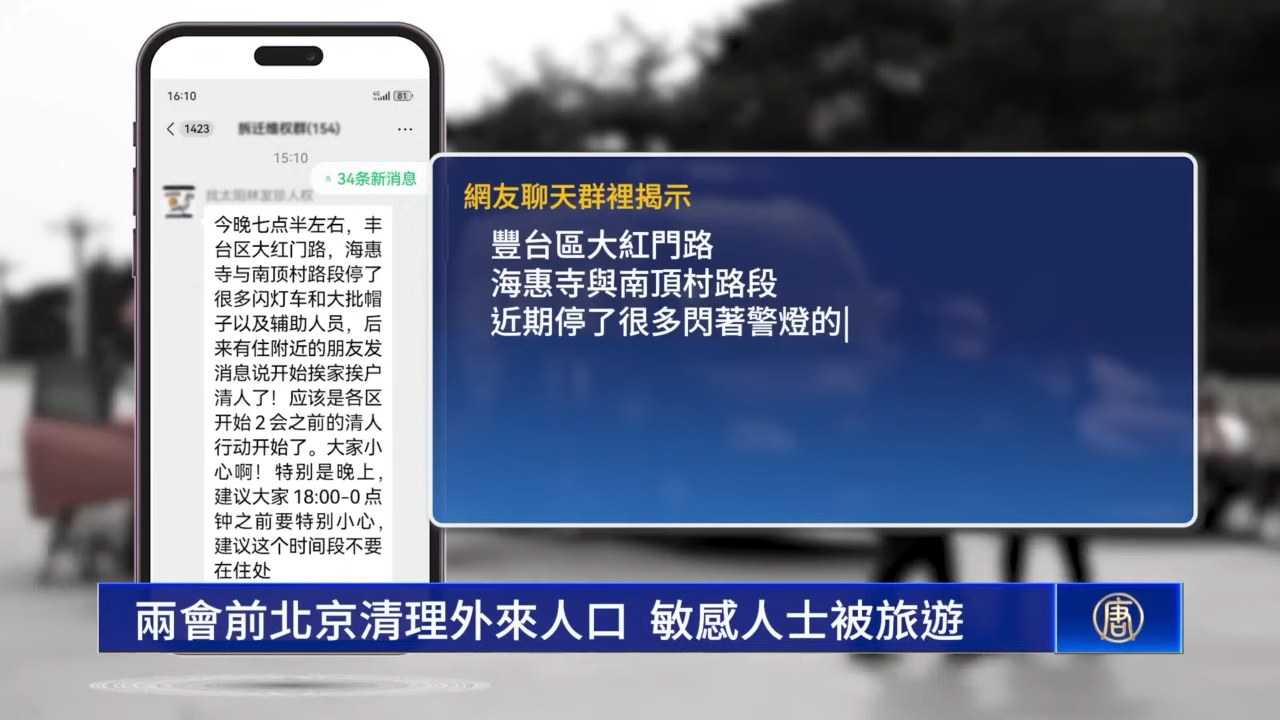 16:10
4G
81
1423
拆迁维权群(154)
15:10
34条新消息
今晚七点半左右，丰
台区大红门路，海惠
寺与南顶村路段停了
很多闪灯车和大批帽
子以及辅助人员，后
来有住附近的朋友发
消息说开始挨家挨户
清人了！应该是各区
开始2会之前的清人
行动开始了。大家小
心啊！特别是晚上，
建议大家18:00-0点
钟之前要特别小心，
建议这个时间段不要
在住处
網友聊天群裡揭示
豐台區大紅門路
海惠寺與南頂村路段
近期停了很多閃著警燈的
兩會前北京清理外來人口 敏感人士被旅遊
唐